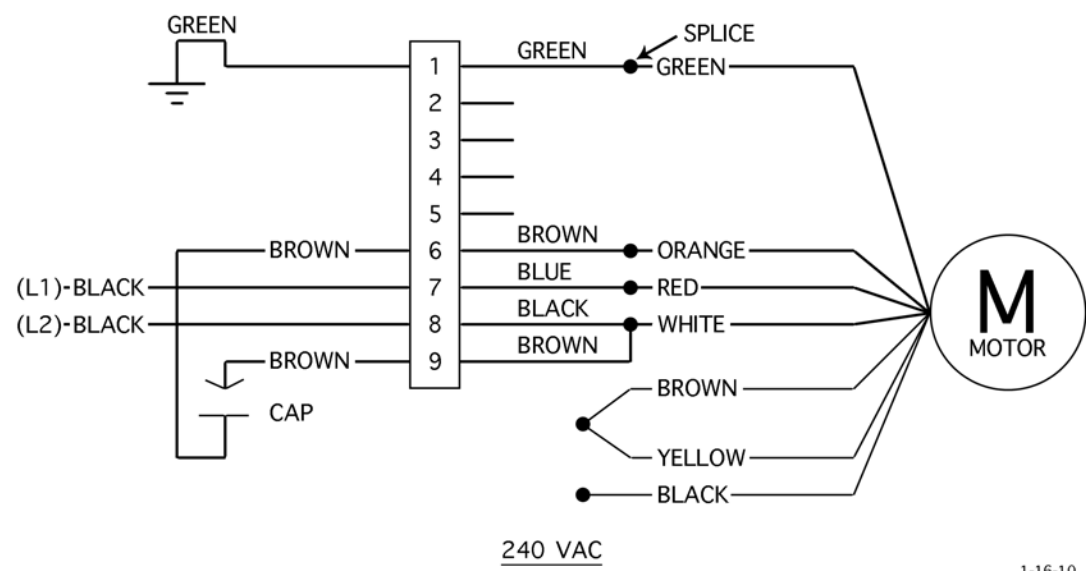 GREEN
SPLICE
1 GREEN GREEN
2
3
4
5
BROWN 6 BROWN ORANGE
(L1)-BLACK 7 BLUE RED
(L2)-BLACK 8 BLACK WHITE
BROWN 9 BROWN
M
MOTOR
CAP
BROWN
YELLOW
BLACK
240 VAC
1-16-10